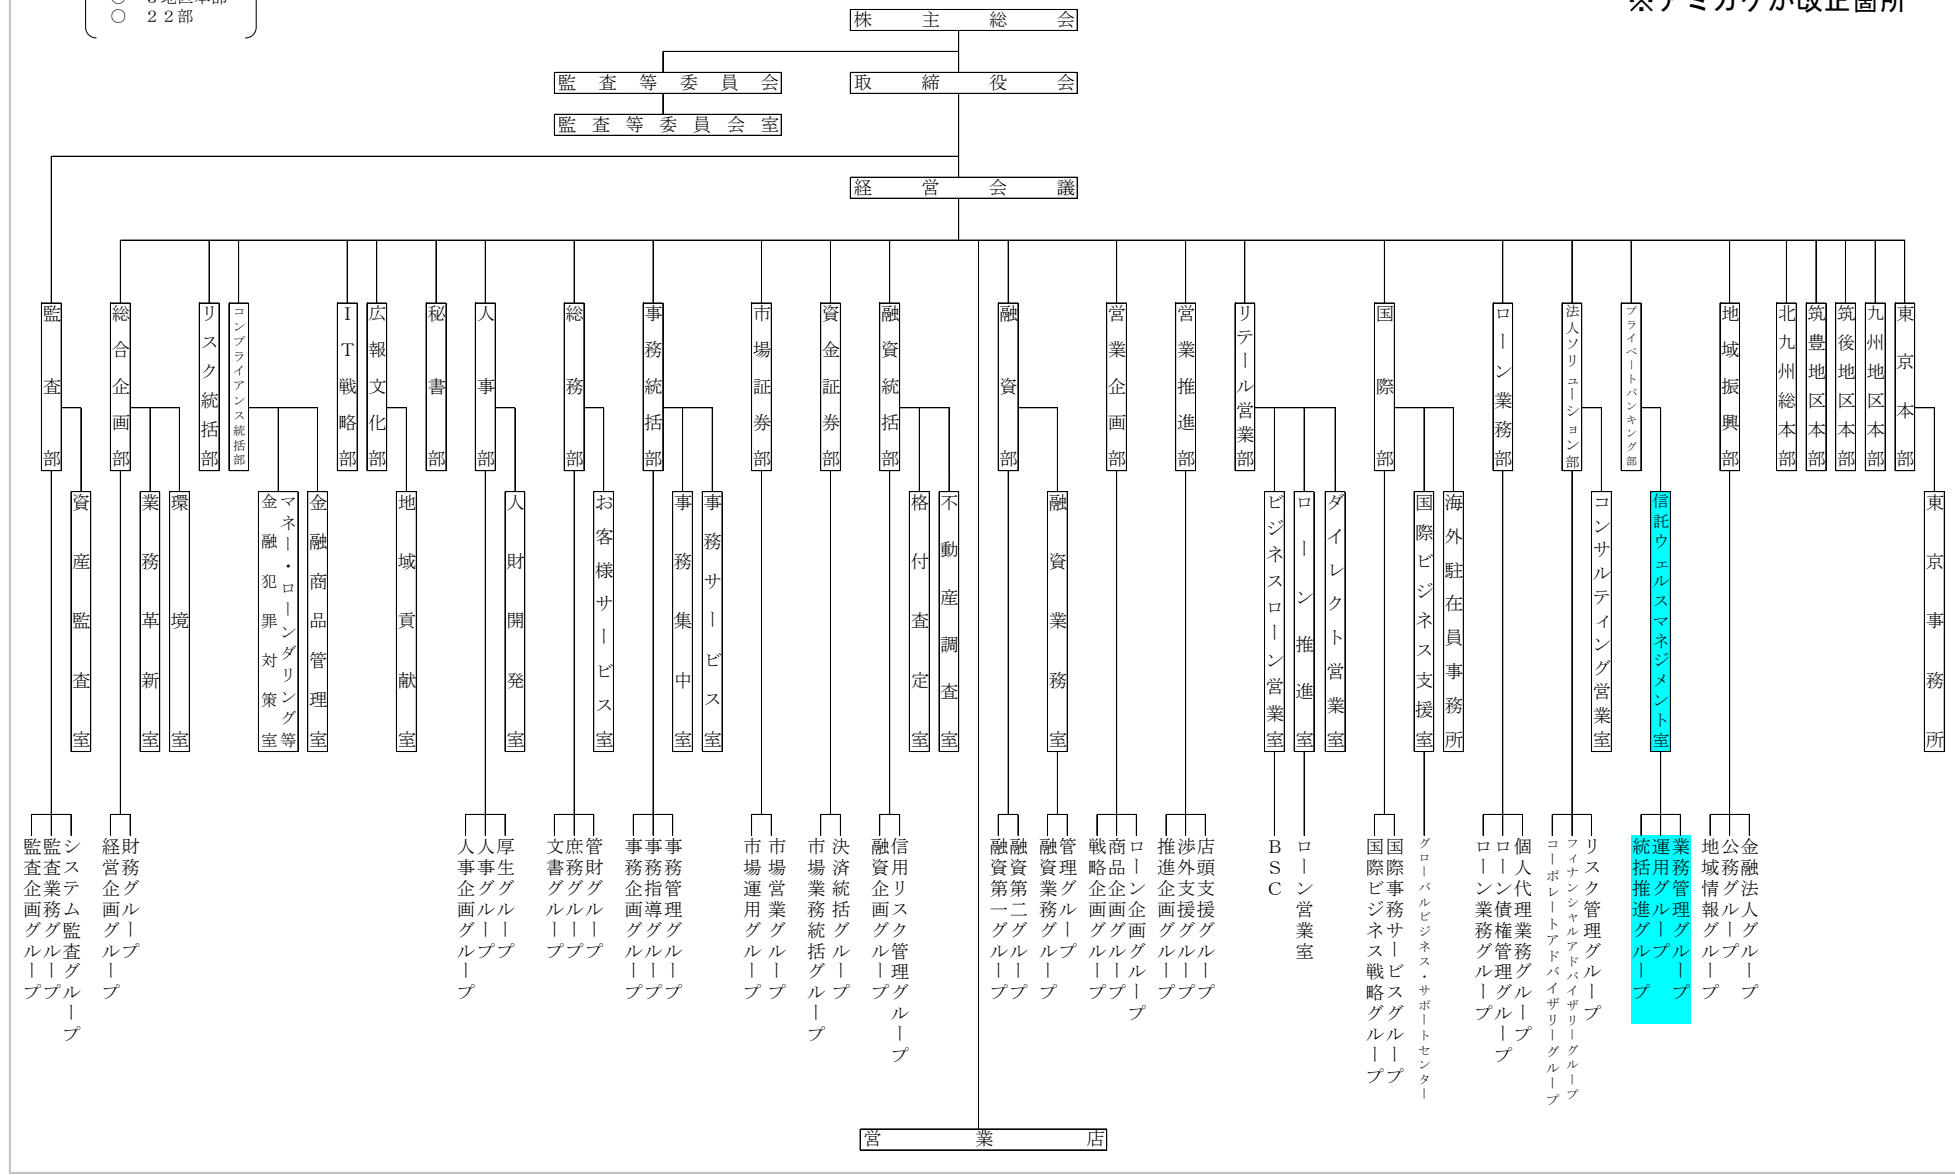 ○ ２２部
株主総会
監査等委員会
取締役会
監査等委員会室
経営会議
監査部
総合企画部
リスク統括部
コンプライアンス統括部
ＩＴ戦略部
広報文化部
秘書部
人事部
総務部
事務統括部
市場証券部
資金証券部
融資統括部
融資部
営業企画部
営業推進部
リテール営業部
国際部
ローン業務部
法人ソリューション部
プライベートバンキング部
地域振興部
北九州総本部
筑豊地区本部
筑後地区本部
九州地区本部
東京本部
資産監査室
業務革新室
環境室
マネー・ローンダリング等
金融犯罪対策室
金融商品管理室
地域貢献室
人財開発室
お客様サービス室
事務集中室
事務サービス室
格付査定室
不動産調査室
融資業務室
ビジネスローン営業室
ローン推進室
ダイレクト営業室
国際ビジネス支援室
海外駐在員事務所
コンサルティング営業室
信託ウェルスマネジメント室
東京事務所
監査企画グループ
監査業務グループ
システム監査グループ
経営企画グループ
財務グループ
人事企画グループ
人事グループ
厚生グループ
文書グループ
庶務グループ
管財グループ
事務企画グループ
事務指導グループ
事務管理グループ
市場運用グループ
市場営業グループ
市場業務統括グループ
決済統括グループ
融資企画グループ
信用リスク管理グループ
融資第一グループ
融資第二グループ
融資業務グループ
管理グループ
戦略企画グループ
商品企画グループ
ローン企画グループ
推進企画グループ
渉外支援グループ
店頭支援グループ
ＢＳＣ
ローン営業室
国際ビジネス戦略グループ
国際事務サービスグループ
グローバルビジネス・サポートセンター
ローン業務グループ
ローン債権管理グループ
個人代理業務グループ
コーポレートアドバイザリーグループ
フィナンシャルアドバイザリーグループ
リスク管理グループ
統括推進グループ
運用グループ
業務管理グループ
地域情報グループ
公務グループ
金融法人グループ
営業店